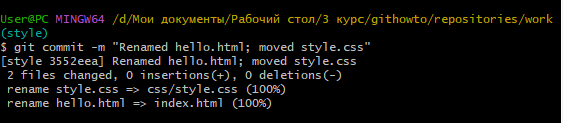 User@PC MINGW64 /d/Мои документы/Рабочий стол/3 курс/githowto/repositories/work
(style)
$ git commit -m "Renamed hello.html; moved style.css"
[style 3552eea] Renamed hello.html; moved style.css
 2 files changed, 0 insertions(+), 0 deletions(-)
 rename style.css => css/style.css (100%)
 rename hello.html => index.html (100%)